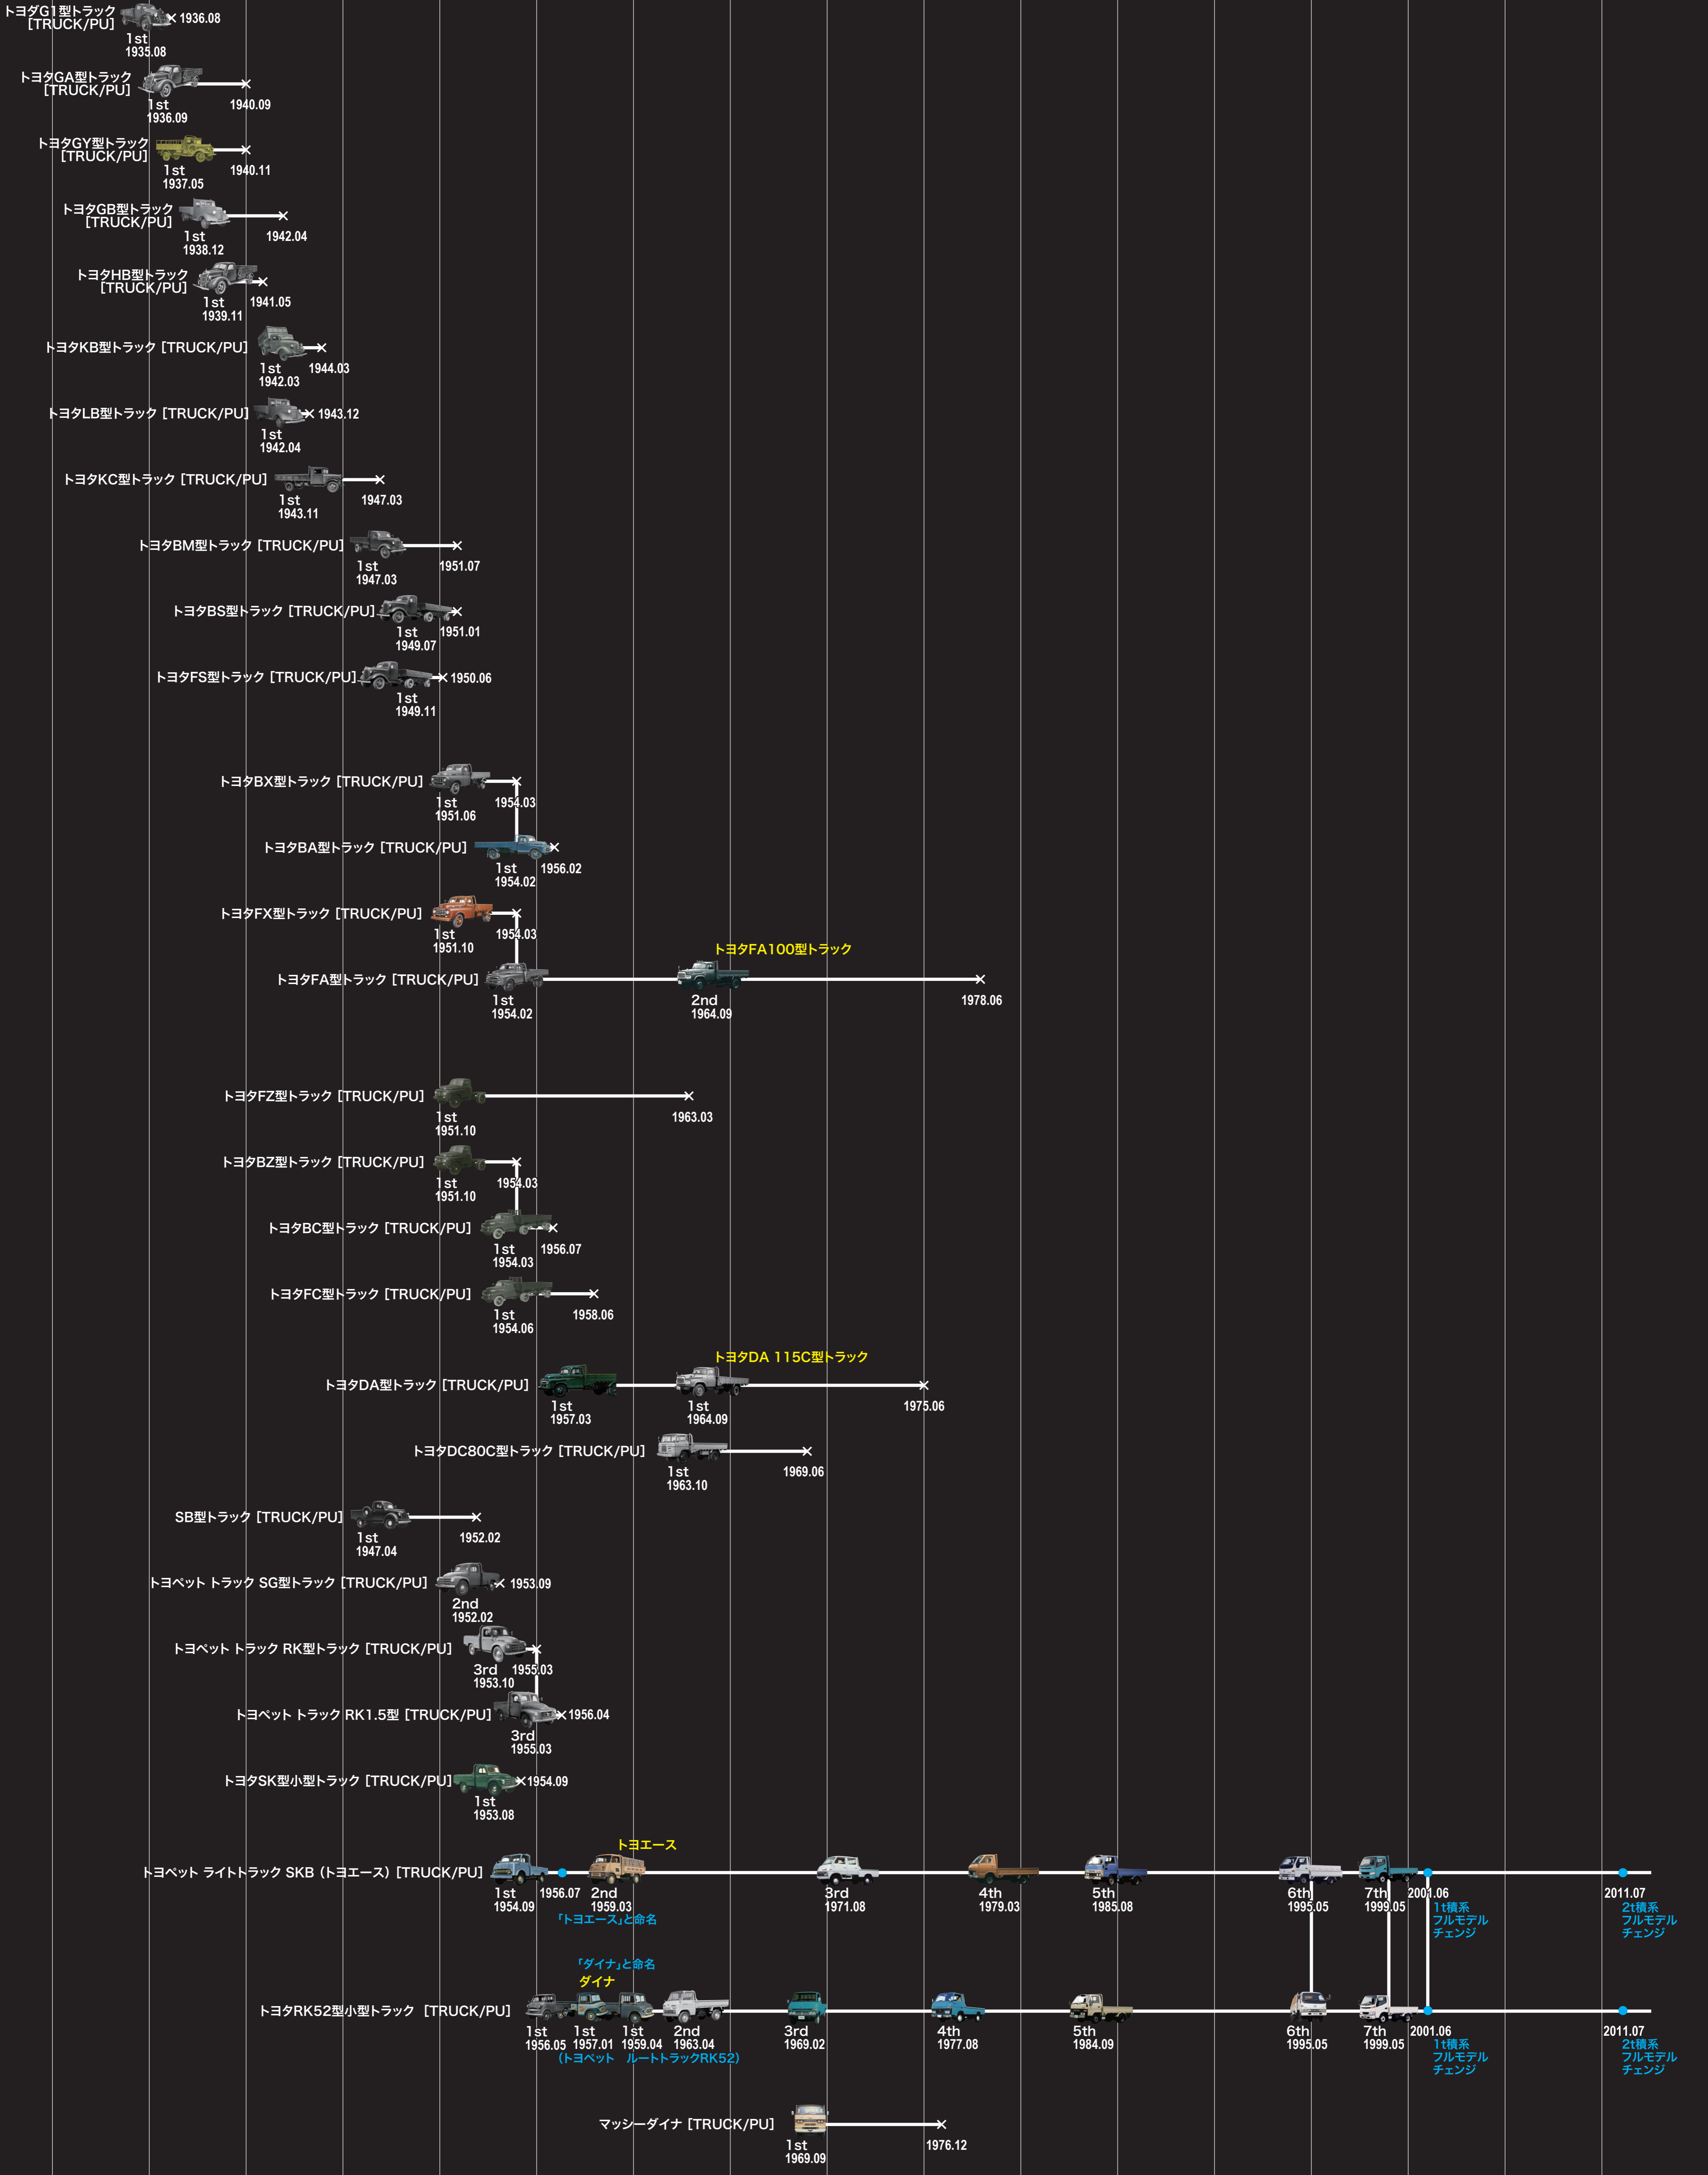 トヨダG1型トラック
[TRUCK/PU]
1936.08
1st
1935.08
トヨタGA型トラック
[TRUCK/PU]
1st
1936.09
1940.09
トヨタGY型トラック
[TRUCK/PU]
1st
1937.05
1940.11
トヨタGB型トラック
[TRUCK/PU]
1st
1938.12
1942.04
トヨタHB型トラック
[TRUCK/PU]
1st
1939.11
1941.05
トヨタKB型トラック [TRUCK/PU]
1st
1942.03
1944.03
トヨタLB型トラック [TRUCK/PU]
1943.12
1st
1942.04
トヨタKC型トラック [TRUCK/PU]
1st
1943.11
1947.03
トヨタBM型トラック [TRUCK/PU]
1st
1947.03
1951.07
トヨタBS型トラック [TRUCK/PU]
1st
1949.07
1951.01
トヨタFS型トラック [TRUCK/PU]
1950.06
1st
1949.11
トヨタBX型トラック [TRUCK/PU]
1st
1951.06
1954.03
トヨタBA型トラック [TRUCK/PU]
1st
1954.02
1956.02
トヨタFX型トラック [TRUCK/PU]
1st
1951.10
1954.03
トヨタFA100型トラック
トヨタFA型トラック [TRUCK/PU]
1st
1954.02
2nd
1964.09
1978.06
トヨタFZ型トラック [TRUCK/PU]
1st
1951.10
1963.03
トヨタBZ型トラック [TRUCK/PU]
1st
1951.10
1954.03
トヨタBC型トラック [TRUCK/PU]
1st
1954.03
1956.07
トヨタFC型トラック [TRUCK/PU]
1st
1954.06
1958.06
トヨタDA 115C型トラック
トヨタDA型トラック [TRUCK/PU]
1st
1957.03
1st
1964.09
1975.06
トヨタDC80C型トラック [TRUCK/PU]
1st
1963.10
1969.06
SB型トラック [TRUCK/PU]
1st
1947.04
1952.02
トヨペット トラック SG型トラック [TRUCK/PU]
1953.09
2nd
1952.02
トヨペット トラック RK型トラック [TRUCK/PU]
3rd
1953.10
1955.03
トヨペット トラック RK1.5型 [TRUCK/PU]
1956.04
3rd
1955.03
トヨタSK型小型トラック [TRUCK/PU]
1954.09
1st
1953.08
トヨエース
トヨペット ライトトラック SKB（トヨエース）[TRUCK/PU]
1st
1954.09
1956.07
2nd
1959.03
「トヨエース」と命名
3rd
1971.08
4th
1979.03
5th
1985.08
6th
1995.05
7th
1999.05
2001.06
1t積系
フルモデル
チェンジ
2011.07
2t積系
フルモデル
チェンジ
「ダイナ」と命名
ダイナ
トヨタRK52型小型トラック [TRUCK/PU]
1st
1956.05
1st
1957.01
1st
1959.04
2nd
1963.04
（トヨペット　ルートトラックRK52）
3rd
1969.02
4th
1977.08
5th
1984.09
6th
1995.05
7th
1999.05
2001.06
1t積系
フルモデル
チェンジ
2011.07
2t積系
フルモデル
チェンジ
マッシーダイナ [TRUCK/PU]
1st
1969.09
1976.12